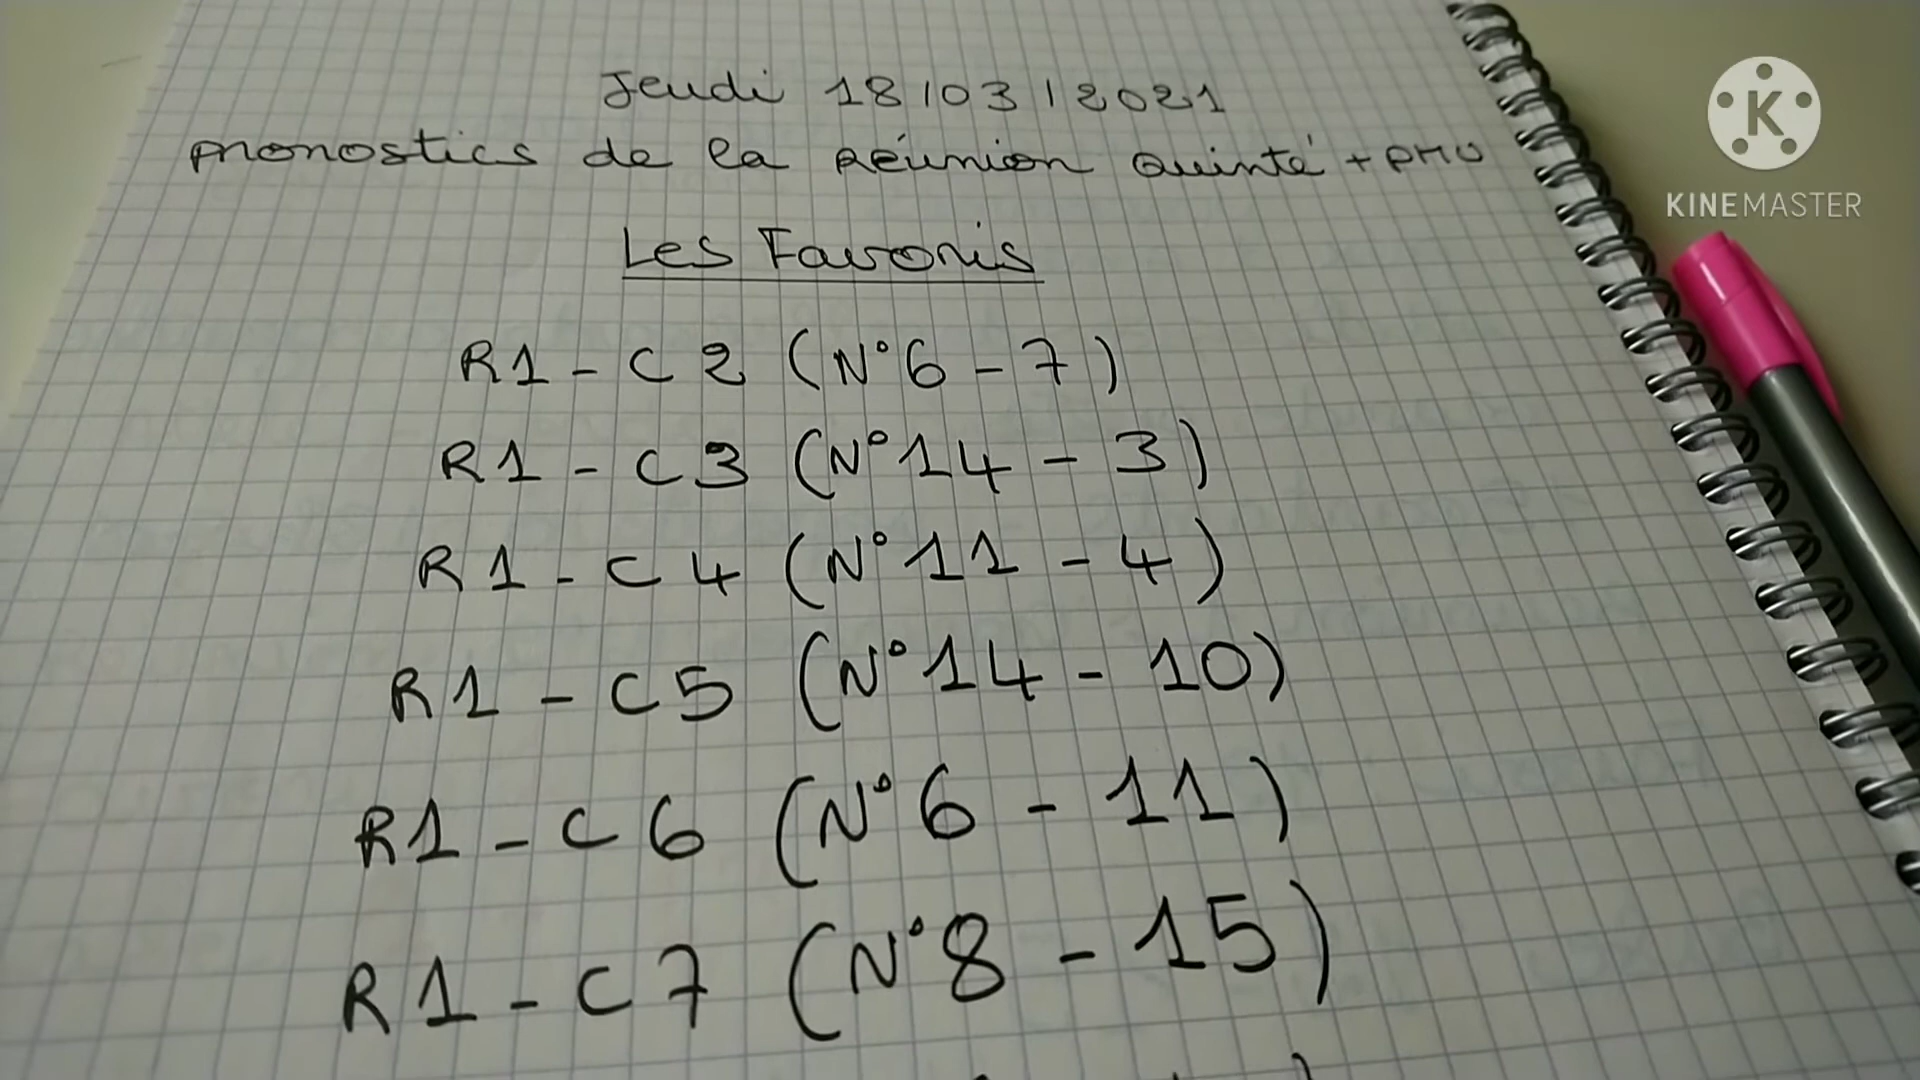 Jeudi 18/03/2021
pronostics de la Réunion Quinté + PMU
Les Favoris
R1 - C2 (N°6 - 7)
R1 - C3 (N°14 - 3)
R1 - C4 (N°11 - 4)
R1 - C5 (N°14 - 10)
R1 - C6 (N°6 - 11)
R1 - C7 (N°8 - 15)
K
KINEMASTER